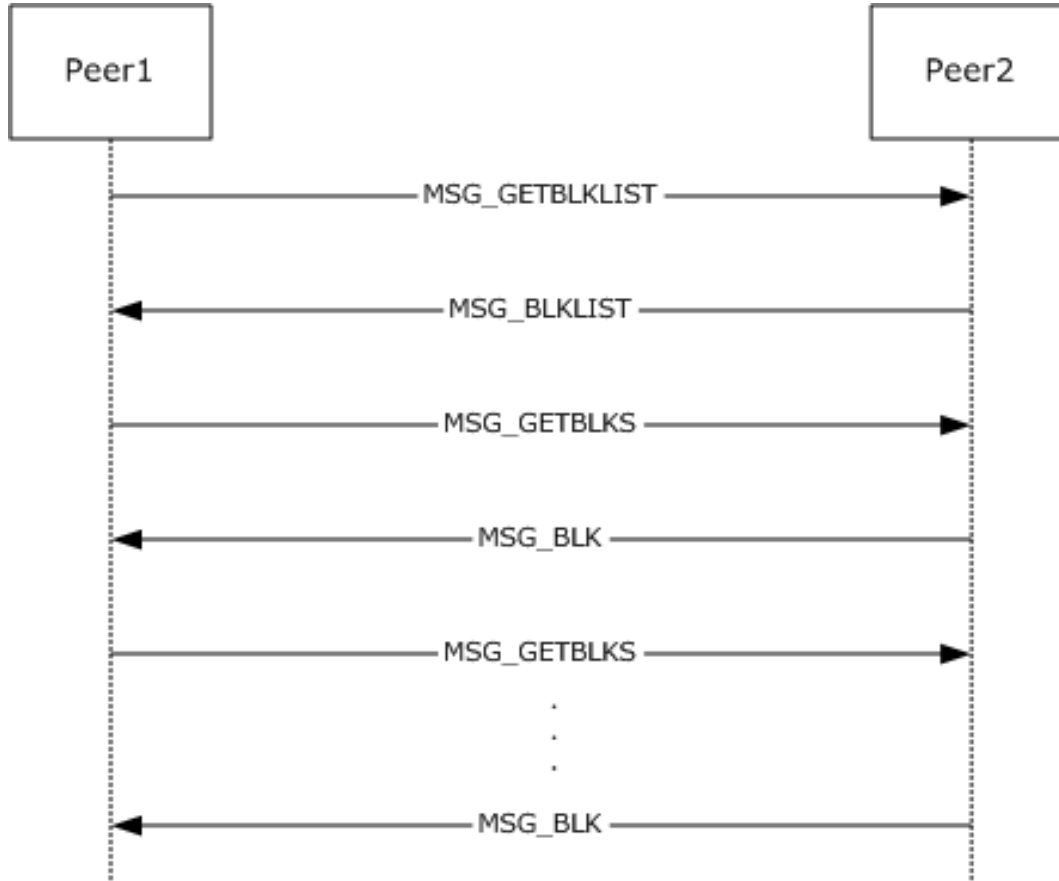 Peer1
Peer2
MSG_GETBLKLIST
MSG_BLKLIST
MSG_GETBLKS
MSG_BLK
MSG_GETBLKS
.
.
.
MSG_BLK